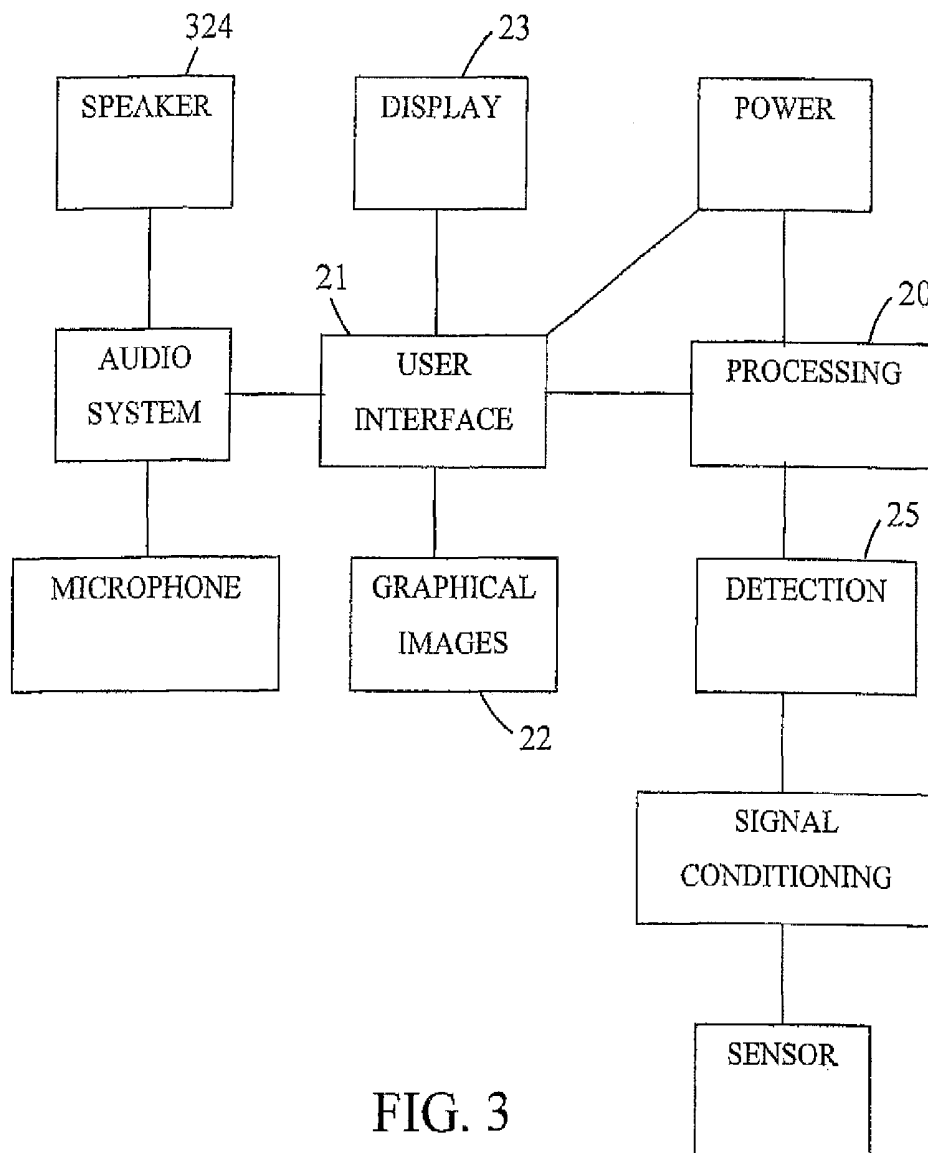 324
23
SPEAKER
DISPLAY
POWER
21
20
AUDIO
SYSTEM
USER
INTERFACE
PROCESSING
25
MICROPHONE
GRAPHICAL
IMAGES
DETECTION
22
SIGNAL
CONDITIONING
SENSOR
FIG. 3